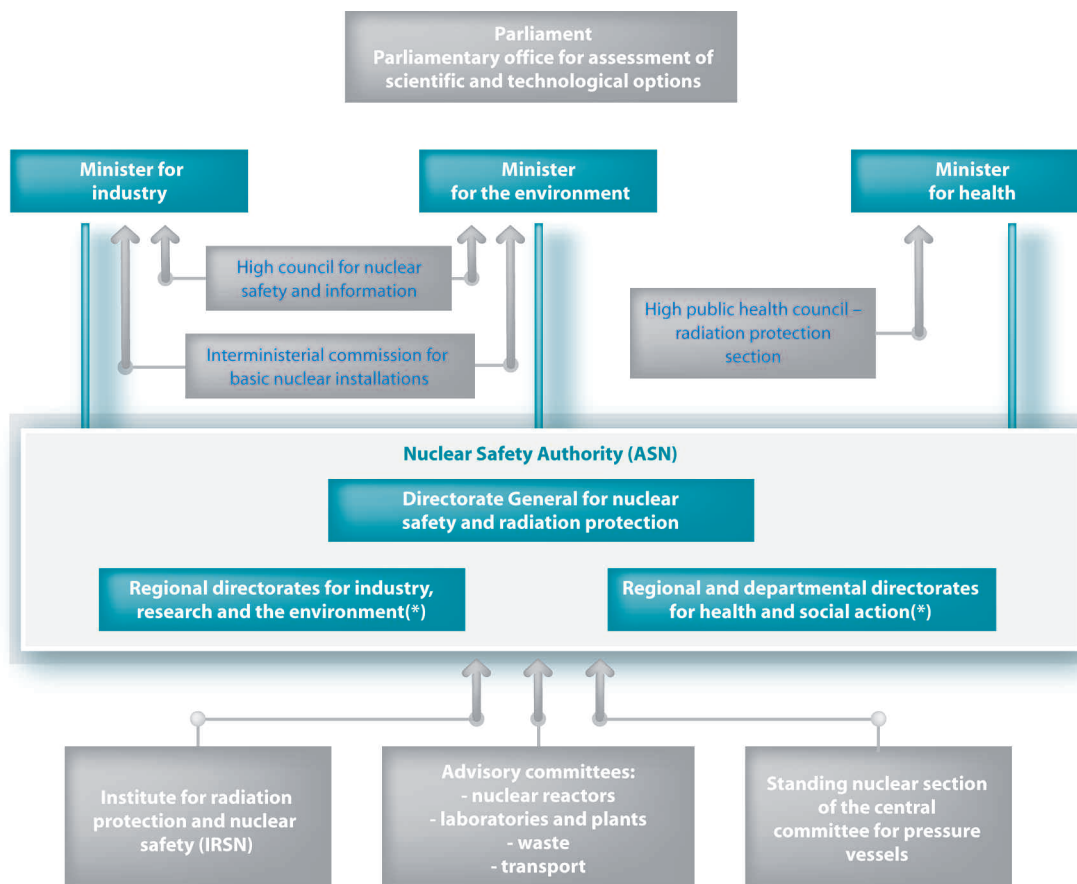 Parliament
Parliamentary office for assessment of
scientific and technological options
Minister for
industry
Minister
for the environment
Minister
for health
High council for nuclear
safety and information
High public health council –
radiation protection
section
Interministerial commission for
basic nuclear installations
Nuclear Safety Authority (ASN)
Directorate General for nuclear
safety and radiation protection
Regional directorates for industry,
research and the environment(*)
Regional and departmental directorates
for health and social action(*)
Institute for radiation
protection and nuclear
safety (IRSN)
Advisory committees:
- nuclear reactors
- laboratories and plants
- waste
- transport
Standing nuclear section
of the central
committee for pressure
vessels